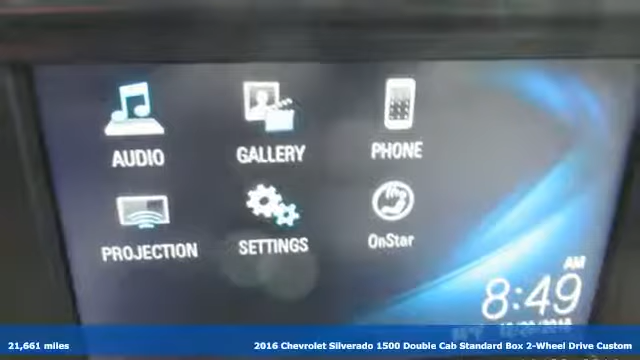 AUDIO GALLERY PHONE
PROJECTION SETTINGS OnStar
AM
8:49
21,661 miles 2016 Chevrolet Silverado 1500 Double Cab Standard Box 2-Wheel Drive Custom